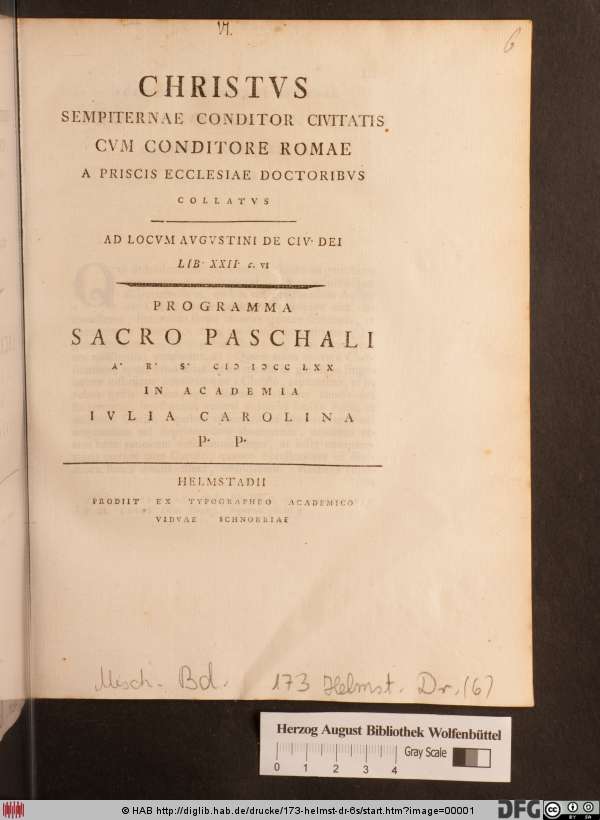 VI.
6
CHRISTVS
SEMPITERNAE CONDITOR CIVITATIS
CVM CONDITORE ROMAE
A PRISCIS ECCLESIAE DOCTORIBVS
COLLATVS
AD LOCVM AVGVSTINI DE CIV· DEI
LIB· XXII· c. VI
PROGRAMMA
SACRO PASCHALI
A· R· S· CIↃ IↃCC LXX
IN ACADEMIA
IVLIA CAROLINA
P· P·
HELMSTADII
PRODIIT EX TYPOGRAPHEO ACADEMICO
VIDVAE SCHNORRIAE
Misch. Bd. 173 Helmst. Dr. (6)
Herzog August Bibliothek Wolfenbüttel
Gray Scale
0 1 2 3 4
© HAB http://diglib.hab.de/drucke/173-helmst-dr-6s/start.htm?image=00001
DFG
cc BY SA